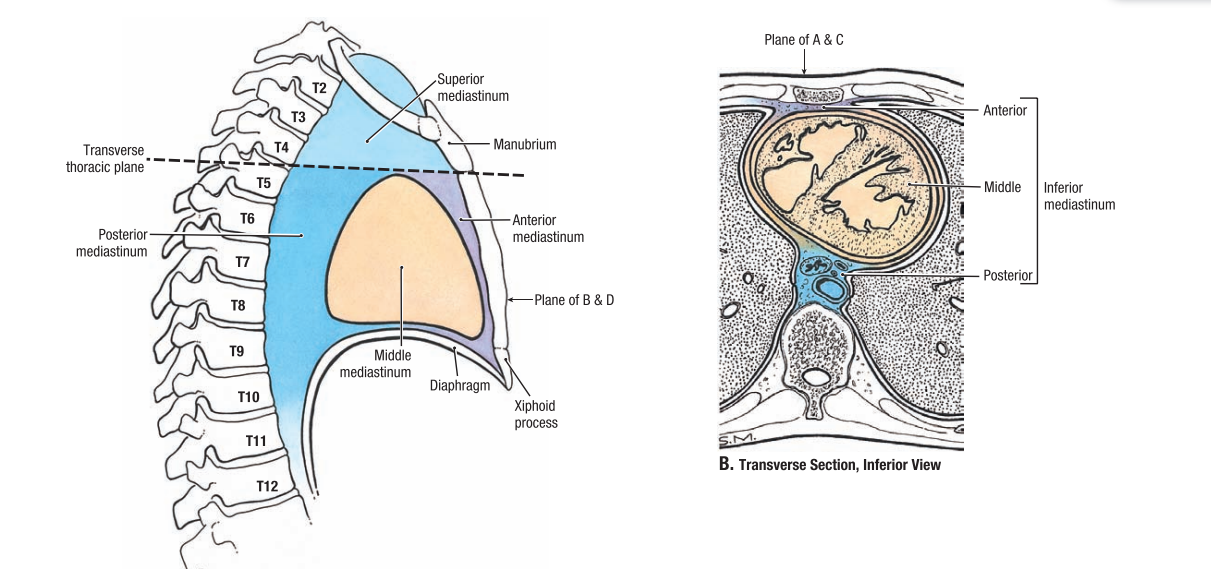 Superior
mediastinum
T2
T3
Manubrium
T4
Transverse
thoracic plane
T5
T6
Anterior
mediastinum
Posterior
mediastinum
T7
Plane of B & D
T8
T9
Middle
mediastinum
Diaphragm
T10
Xiphoid
process
T11
T12
Plane of A & C
Anterior
Middle
Inferior
mediastinum
Posterior
S.M.
B. Transverse Section, Inferior View